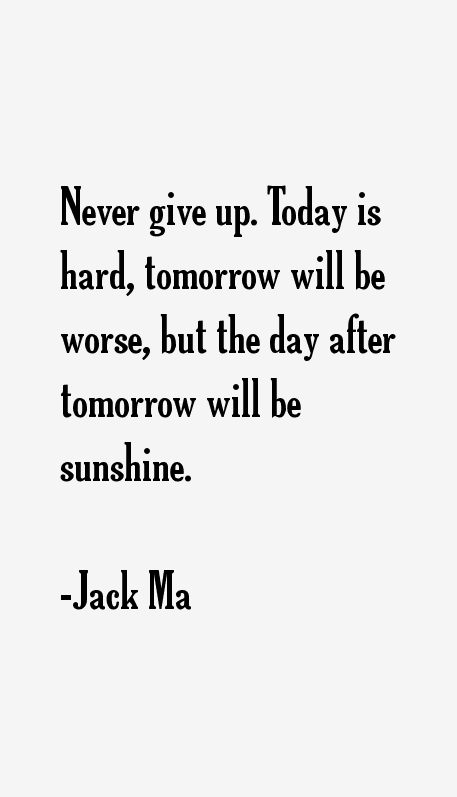 Never give up. Today is
hard, tomorrow will be
worse, but the day after
tomorrow will be
sunshine.
-Jack Ma